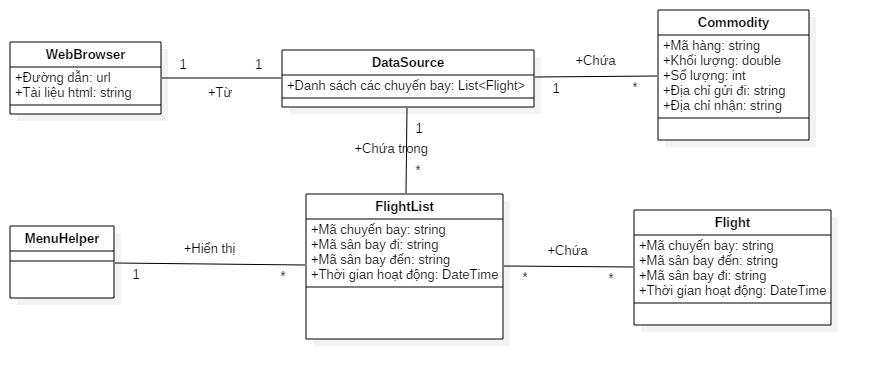 WebBrowser
+Đường dẫn: url
+Tài liệu html: string
1
1
+Từ
DataSource
+Danh sách các chuyến bay: List<Flight>
+Chứa
1
*
Commodity
+Mã hàng: string
+Khối lượng: double
+Số lượng: int
+Địa chỉ gửi đi: string
+Địa chỉ nhận: string
1
+Chứa trong
*
MenuHelper
+Hiển thị
1
*
FlightList
+Mã chuyến bay: string
+Mã sân bay đi: string
+Mã sân bay đến: string
+Thời gian hoạt động: DateTime
+Chứa
*
*
Flight
+Mã chuyến bay: string
+Mã sân bay đến: string
+Mã sân bay đi: string
+Thời gian hoạt động: DateTime